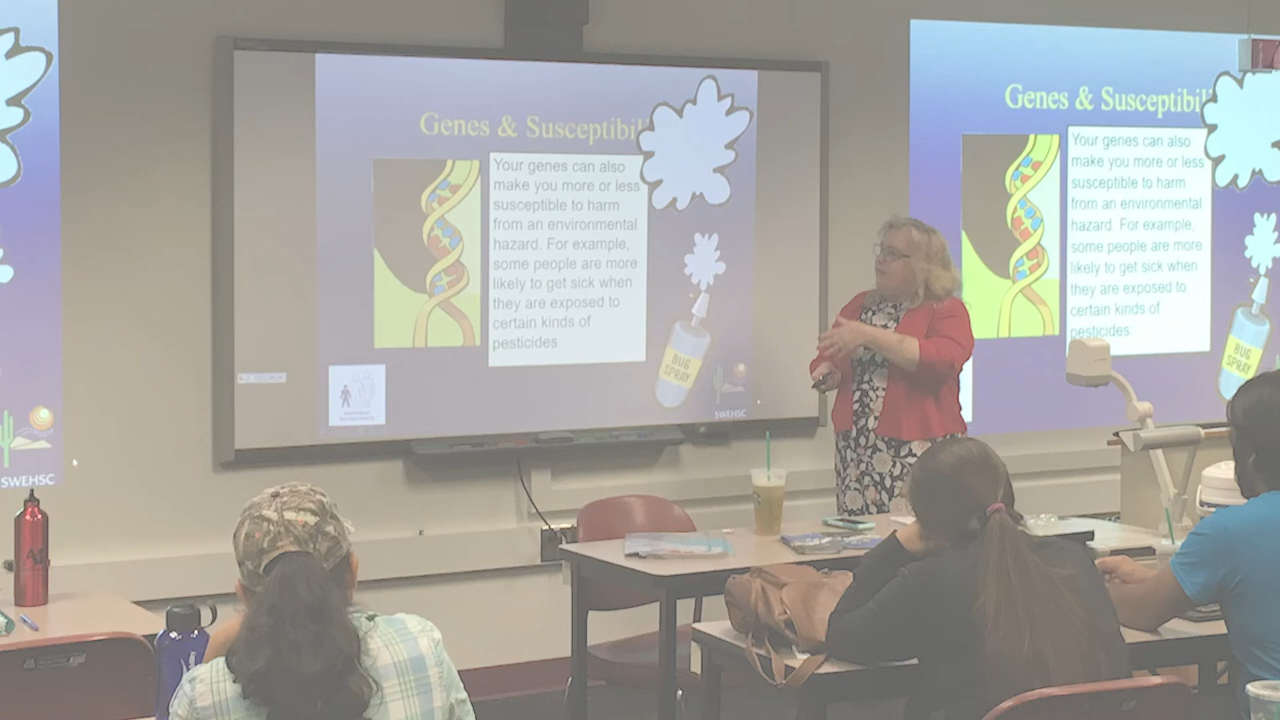 Genes & Susceptibil
Your genes can also
make you more or less
susceptible to harm
from an environmental
hazard. For example,
some people are more
likely to get sick when
they are exposed to
certain kinds of
pesticides
BUG
SPRAY
SWEHSC
Genes & Susceptibil
Your genes can also
make you more or less
susceptible to harm
from an environmental
hazard. For example,
some people are more
likely to get sick when
they are exposed to
certain kinds of
pesticides
BUG
SPRAY
SWEHSC